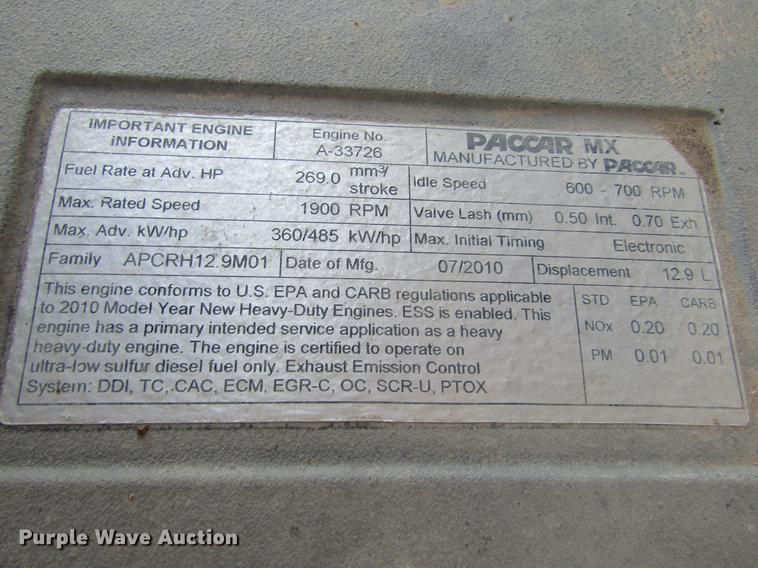 IMPORTANT ENGINE INFORMATION
Engine No. A-33726
PACCAR MX
MANUFACTURED BY PACCAR
Fuel Rate at Adv. HP 269.0 mm³/stroke
Idle Speed 600 - 700 RPM
Max. Rated Speed 1900 RPM
Valve Lash (mm) 0.50 Int. 0.70 Exh
Max. Adv. kW/hp 360/485 kW/hp
Max. Initial Timing Electronic
Family APCRH12.9M01
Date of Mfg. 07/2010
Displacement 12.9 L
This engine conforms to U.S. EPA and CARB regulations applicable
to 2010 Model Year New Heavy-Duty Engines. ESS is enabled. This
engine has a primary intended service application as a heavy
heavy-duty engine. The engine is certified to operate on
ultra-low sulfur diesel fuel only. Exhaust Emission Control
System: DDI, TC, CAC, ECM, EGR-C, OC, SCR-U, PTOX
STD EPA CARB
NOx 0.20 0.20
PM 0.01 0.01
Purple Wave Auction